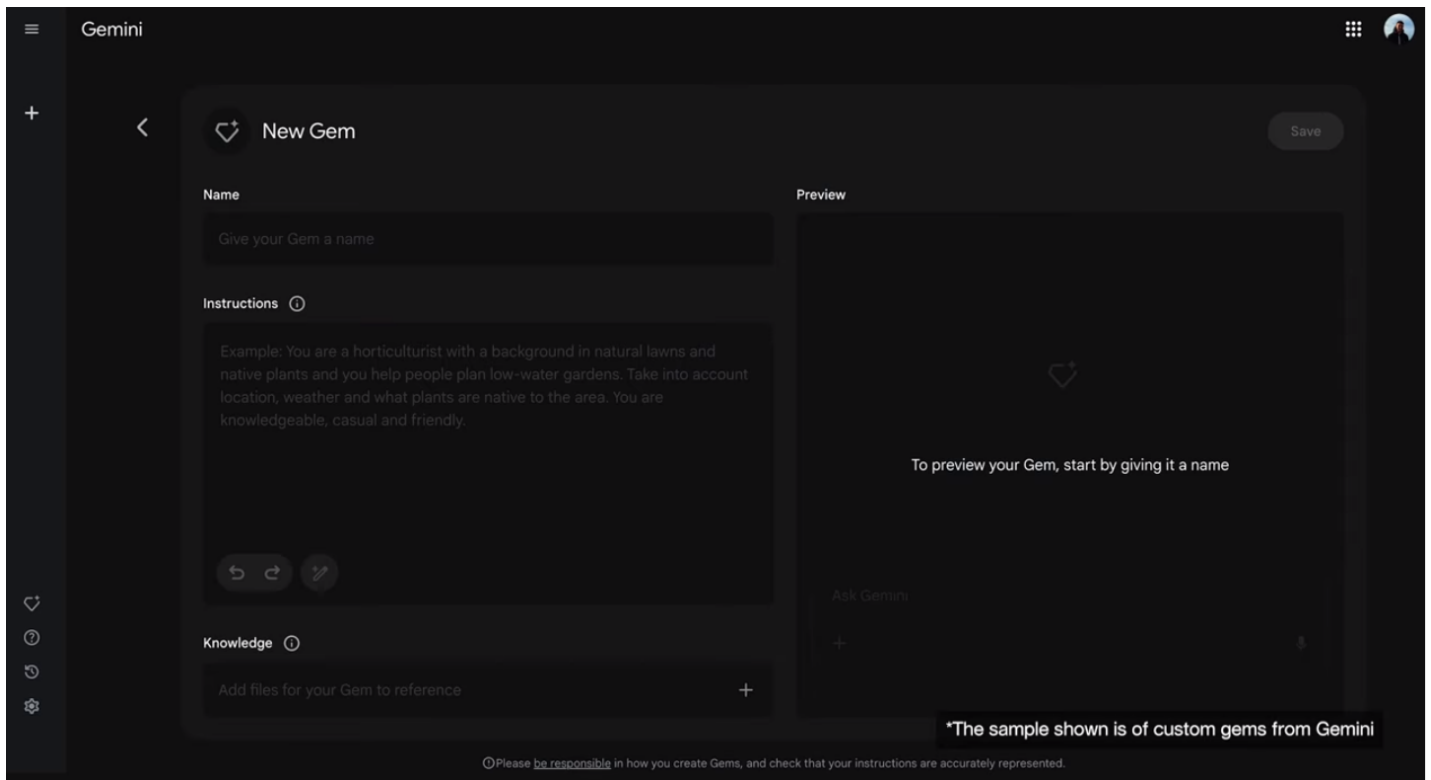 Gemini
New Gem
Save
Name
Give your Gem a name
Instructions
Example: You are a horticulturist with a background in natural lawns and
native plants and you help people plan low-water gardens. Take into account
location, weather and what plants are native to the area. You are
knowledgeable, casual and friendly.
Knowledge
Add files for your Gem to reference
Preview
To preview your Gem, start by giving it a name
Ask Gemini
*The sample shown is of custom gems from Gemini
Please be responsible in how you create Gems, and check that your instructions are accurately represented.